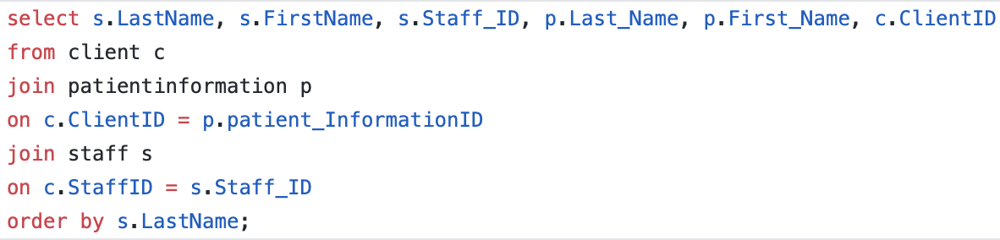 select s.LastName, s.FirstName, s.Staff_ID, p.Last_Name, p.First_Name, c.ClientID
from client c
join patientinformation p
on c.ClientID = p.patient_InformationID
join staff s
on c.StaffID = s.Staff_ID
order by s.LastName;